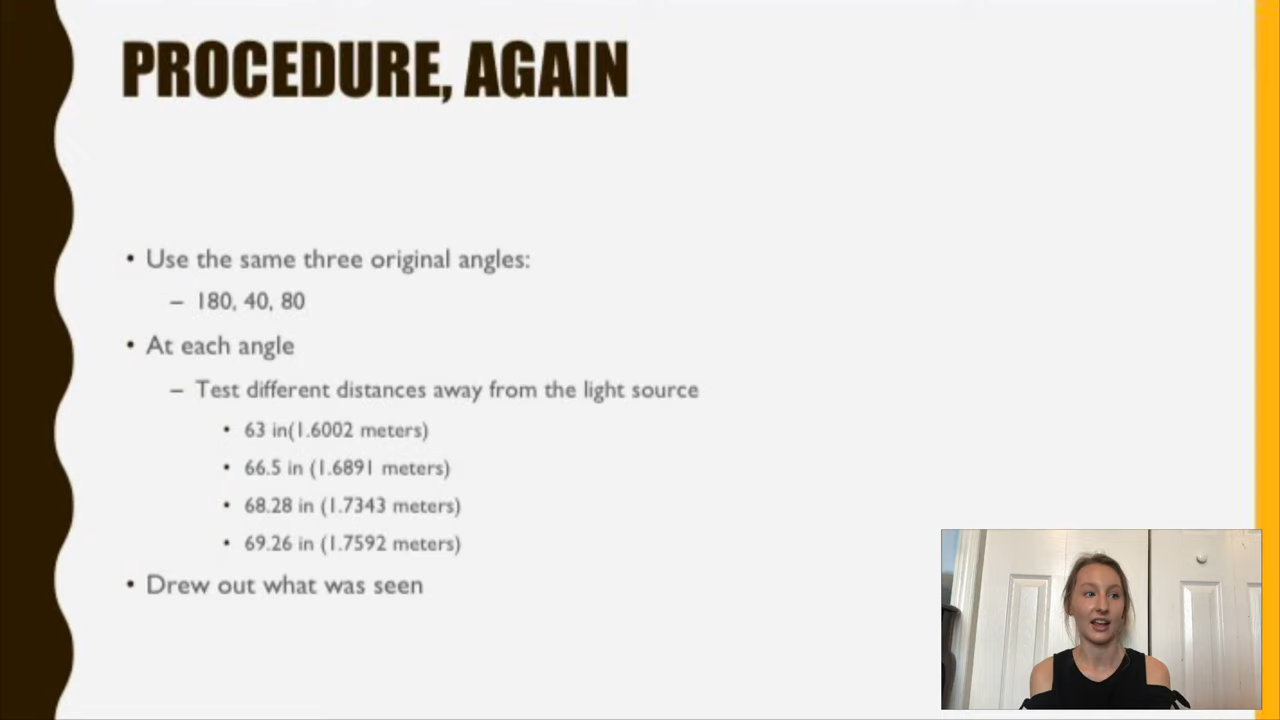 PROCEDURE, AGAIN
• Use the same three original angles:
– 180, 40, 80
• At each angle
– Test different distances away from the light source
• 63 in(1.6002 meters)
• 66.5 in (1.6891 meters)
• 68.28 in (1.7343 meters)
• 69.26 in (1.7592 meters)
• Drew out what was seen